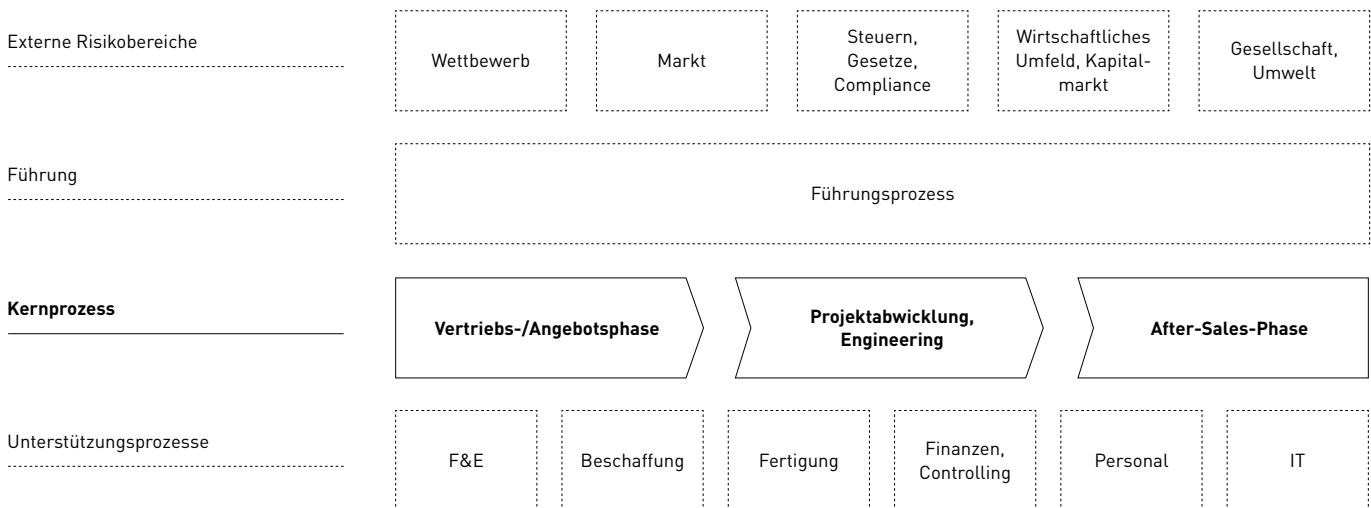 Externe Risikobereiche
Wettbewerb
Markt
Steuern,
Gesetze,
Compliance
Wirtschaftliches
Umfeld, Kapital-
markt
Gesellschaft,
Umwelt
Führung
Führungsprozess
Kernprozess
Vertriebs-/Angebotsphase
Projektabwicklung,
Engineering
After-Sales-Phase
Unterstützungsprozesse
F&E
Beschaffung
Fertigung
Finanzen,
Controlling
Personal
IT